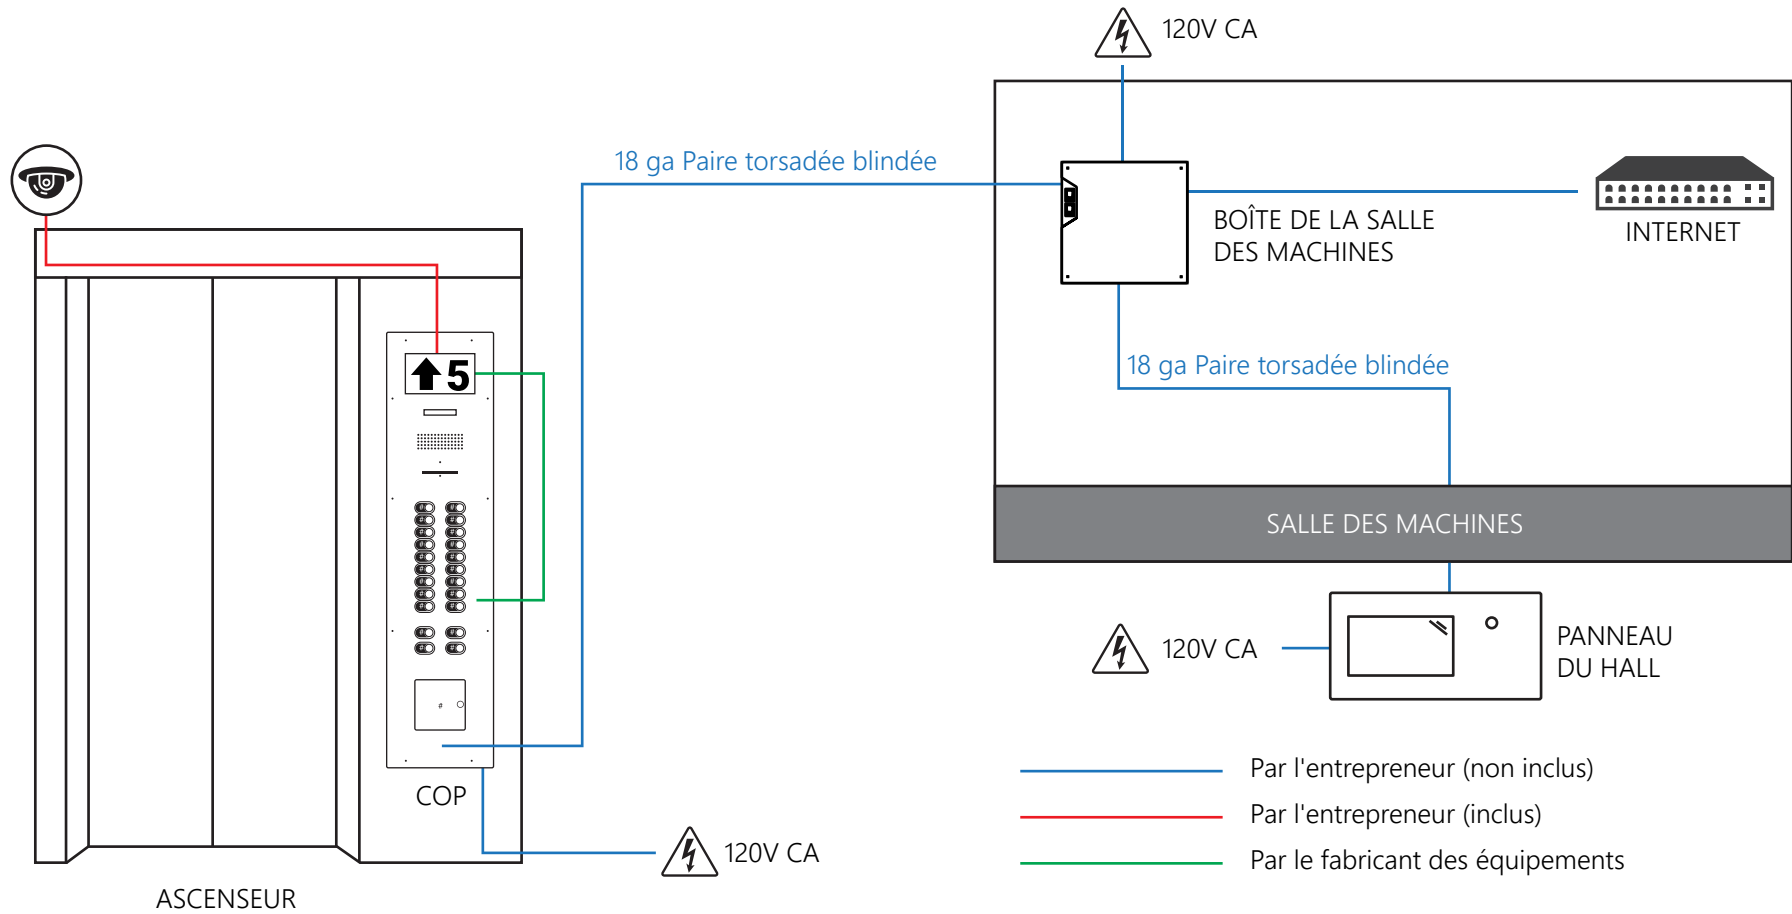 120V CA
18 ga Paire torsadée blindée
BOÎTE DE LA SALLE
DES MACHINES
INTERNET
5
18 ga Paire torsadée blindée
SALLE DES MACHINES
120V CA
PANNEAU
DU HALL
#
COP
120V CA
ASCENSEUR
Par l'entrepreneur (non inclus)
Par l'entrepreneur (inclus)
Par le fabricant des équipements